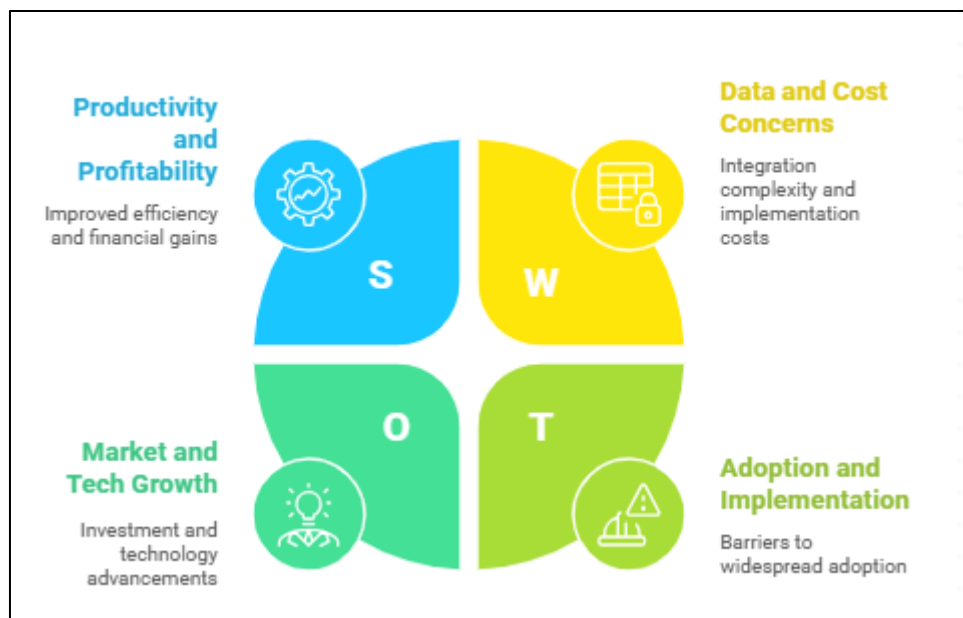 Productivity
and
Profitability
Improved efficiency
and financial gains
S
Data and Cost
Concerns
Integration
complexity and
implementation
costs
W
Market and
Tech Growth
Investment and
technology
advancements
O
Adoption and
Implementation
Barriers to
widespread adoption
T